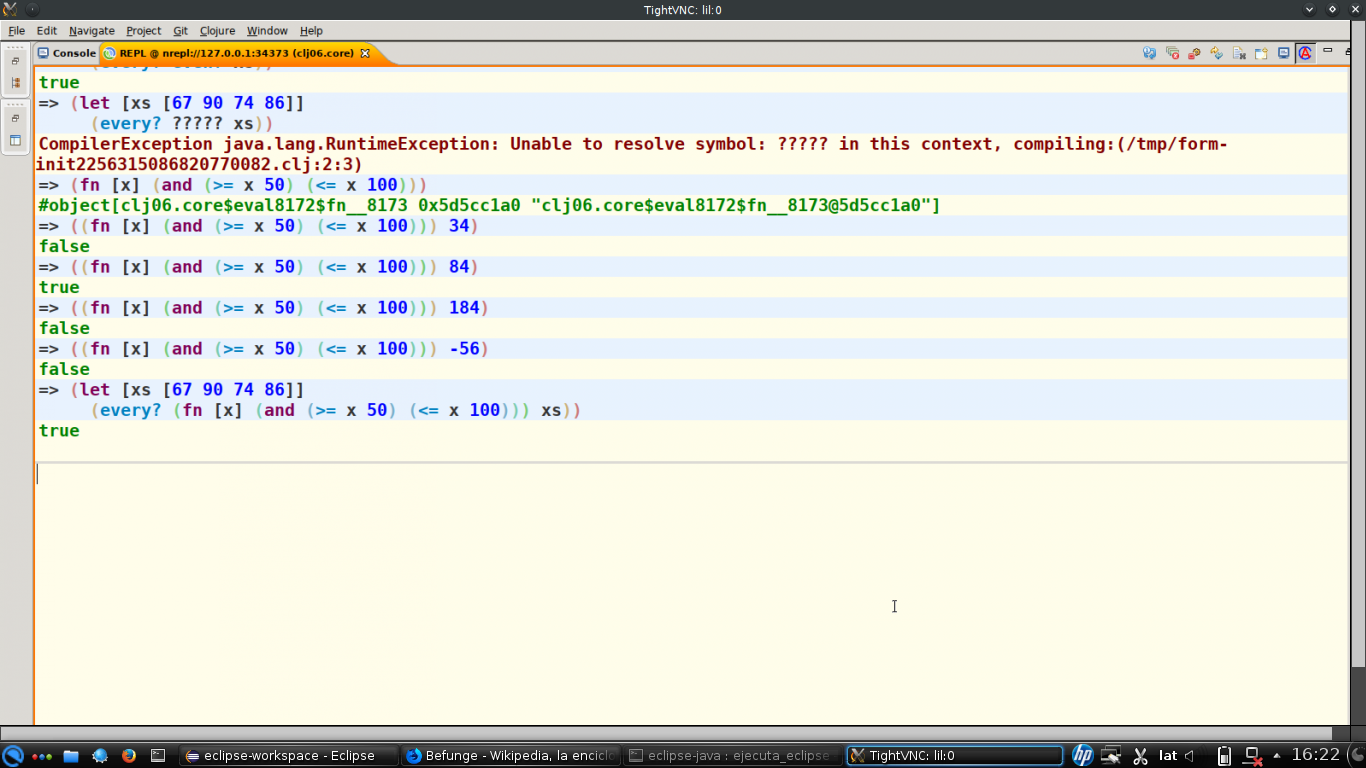 TightVNC: lil:0
File Edit Navigate Project Git Clojure Window Help
Console REPL @ nrepl://127.0.0.1:34373 (clj06.core)
true
=> (let [xs [67 90 74 86]]
(every? ????? xs))
CompilerException java.lang.RuntimeException: Unable to resolve symbol: ????? in this context, compiling:(/tmp/form-
init2256315086820770082.clj:2:3)
=> (fn [x] (and (>= x 50) (<= x 100)))
#object[clj06.core$eval8172$fn__8173 0x5d5cc1a0 "clj06.core$eval8172$fn__8173@5d5cc1a0"]
=> ((fn [x] (and (>= x 50) (<= x 100))) 34)
false
=> ((fn [x] (and (>= x 50) (<= x 100))) 84)
true
=> ((fn [x] (and (>= x 50) (<= x 100))) 184)
false
=> ((fn [x] (and (>= x 50) (<= x 100))) -56)
false
=> (let [xs [67 90 74 86]]
(every? (fn [x] (and (>= x 50) (<= x 100))) xs))
true
eclipse-workspace - Eclipse Befunge - Wikipedia, la encicl eclipse-java : ejecuta_eclipse TightVNC: lil:0 hp lat 16:22